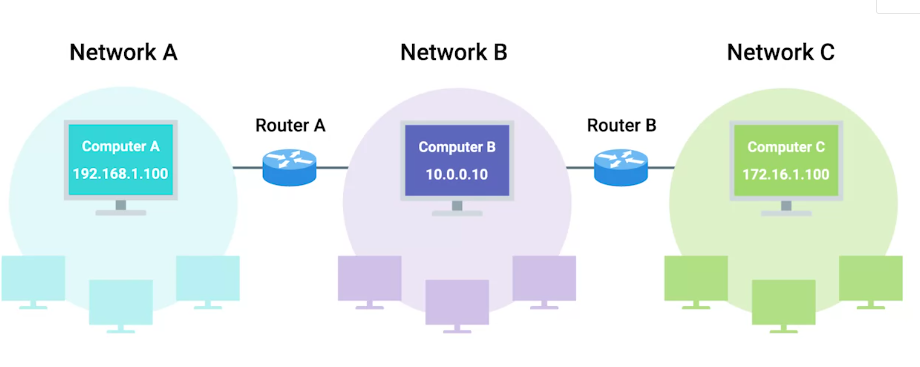 Network A
Network B
Network C
Router A
Router B
Computer A
192.168.1.100
Computer B
10.0.0.10
Computer C
172.16.1.100